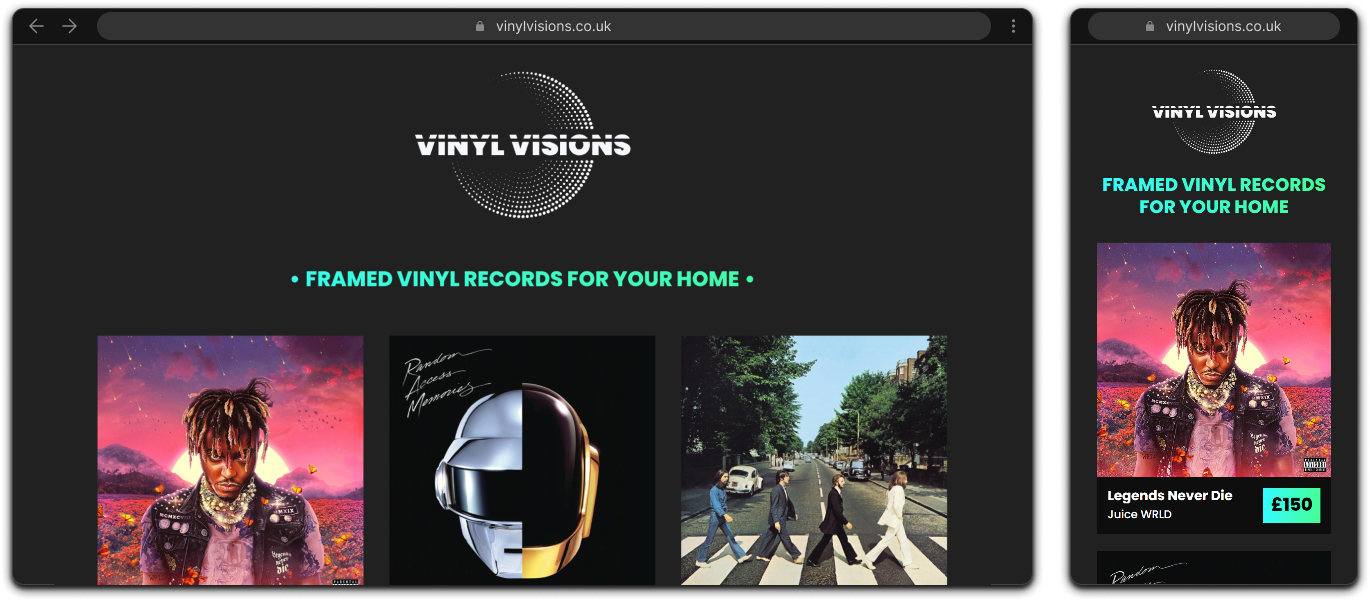 vinylvisions.co.uk
VINYL VISIONS
• FRAMED VINYL RECORDS FOR YOUR HOME •
Random
Access
Memories
vinylvisions.co.uk
VINYL VISIONS
FRAMED VINYL RECORDS
FOR YOUR HOME
Legends Never Die
Juice WRLD
£150
Random